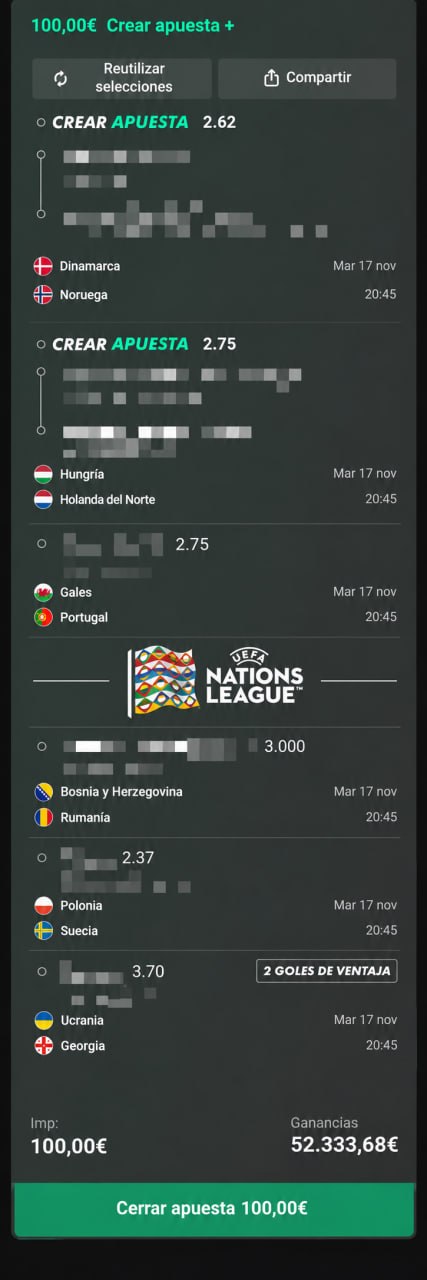 100,00€ Crear apuesta +
Reutilizar
selecciones
Compartir
CREAR APUESTA 2.62
Dinamarca Mar 17 nov
Noruega 20:45
CREAR APUESTA 2.75
Hungría Mar 17 nov
Holanda del Norte 20:45
2.75
Gales Mar 17 nov
Portugal 20:45
UEFA
NATIONS
LEAGUE™
3.000
Bosnia y Herzegovina Mar 17 nov
Rumanía 20:45
2.37
Polonia Mar 17 nov
Suecia 20:45
3.70 2 GOLES DE VENTAJA
Ucrania Mar 17 nov
Georgia 20:45
Imp: Ganancias
100,00€ 52.333,68€
Cerrar apuesta 100,00€